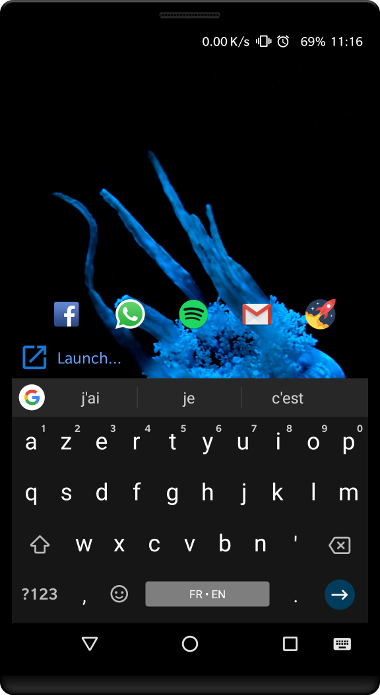 0.00 K/s 69% 11:16
Launch...
j'ai je c'est
1 2 3 4 5 6 7 8 9 0
a z e r t y u i o p
q s d f g h j k l m
w x c v b n '
?123 , FR • EN .